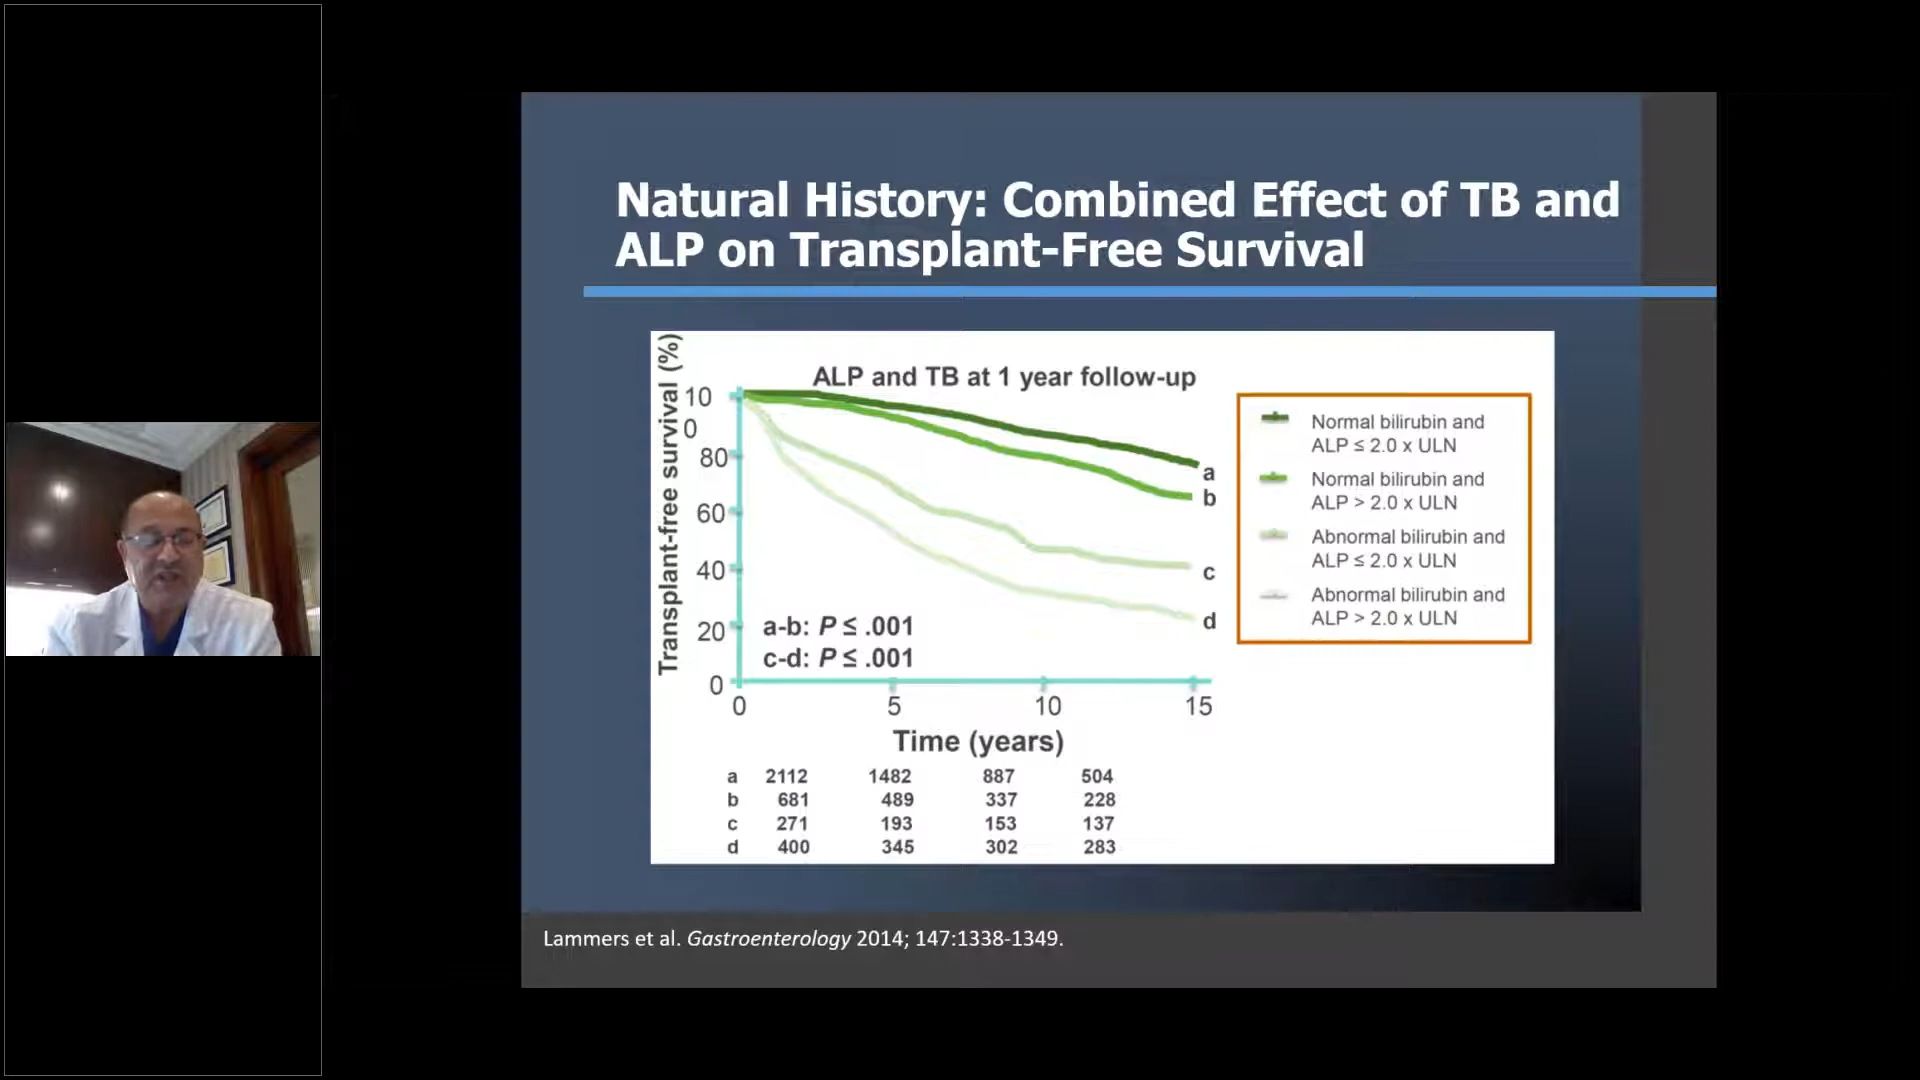 Natural History: Combined Effect of TB and
ALP on Transplant-Free Survival
Transplant-free survival (%)
ALP and TB at 1 year follow-up
10
0
80
60
40
20
0
a
b
c
d
a-b: P ≤ .001
c-d: P ≤ .001
0 5 10 15
Time (years)
Normal bilirubin and
ALP ≤ 2.0 x ULN
Normal bilirubin and
ALP > 2.0 x ULN
Abnormal bilirubin and
ALP ≤ 2.0 x ULN
Abnormal bilirubin and
ALP > 2.0 x ULN
a 2112 1482 887 504
b 681 489 337 228
c 271 193 153 137
d 400 345 302 283
Lammers et al. Gastroenterology 2014; 147:1338-1349.